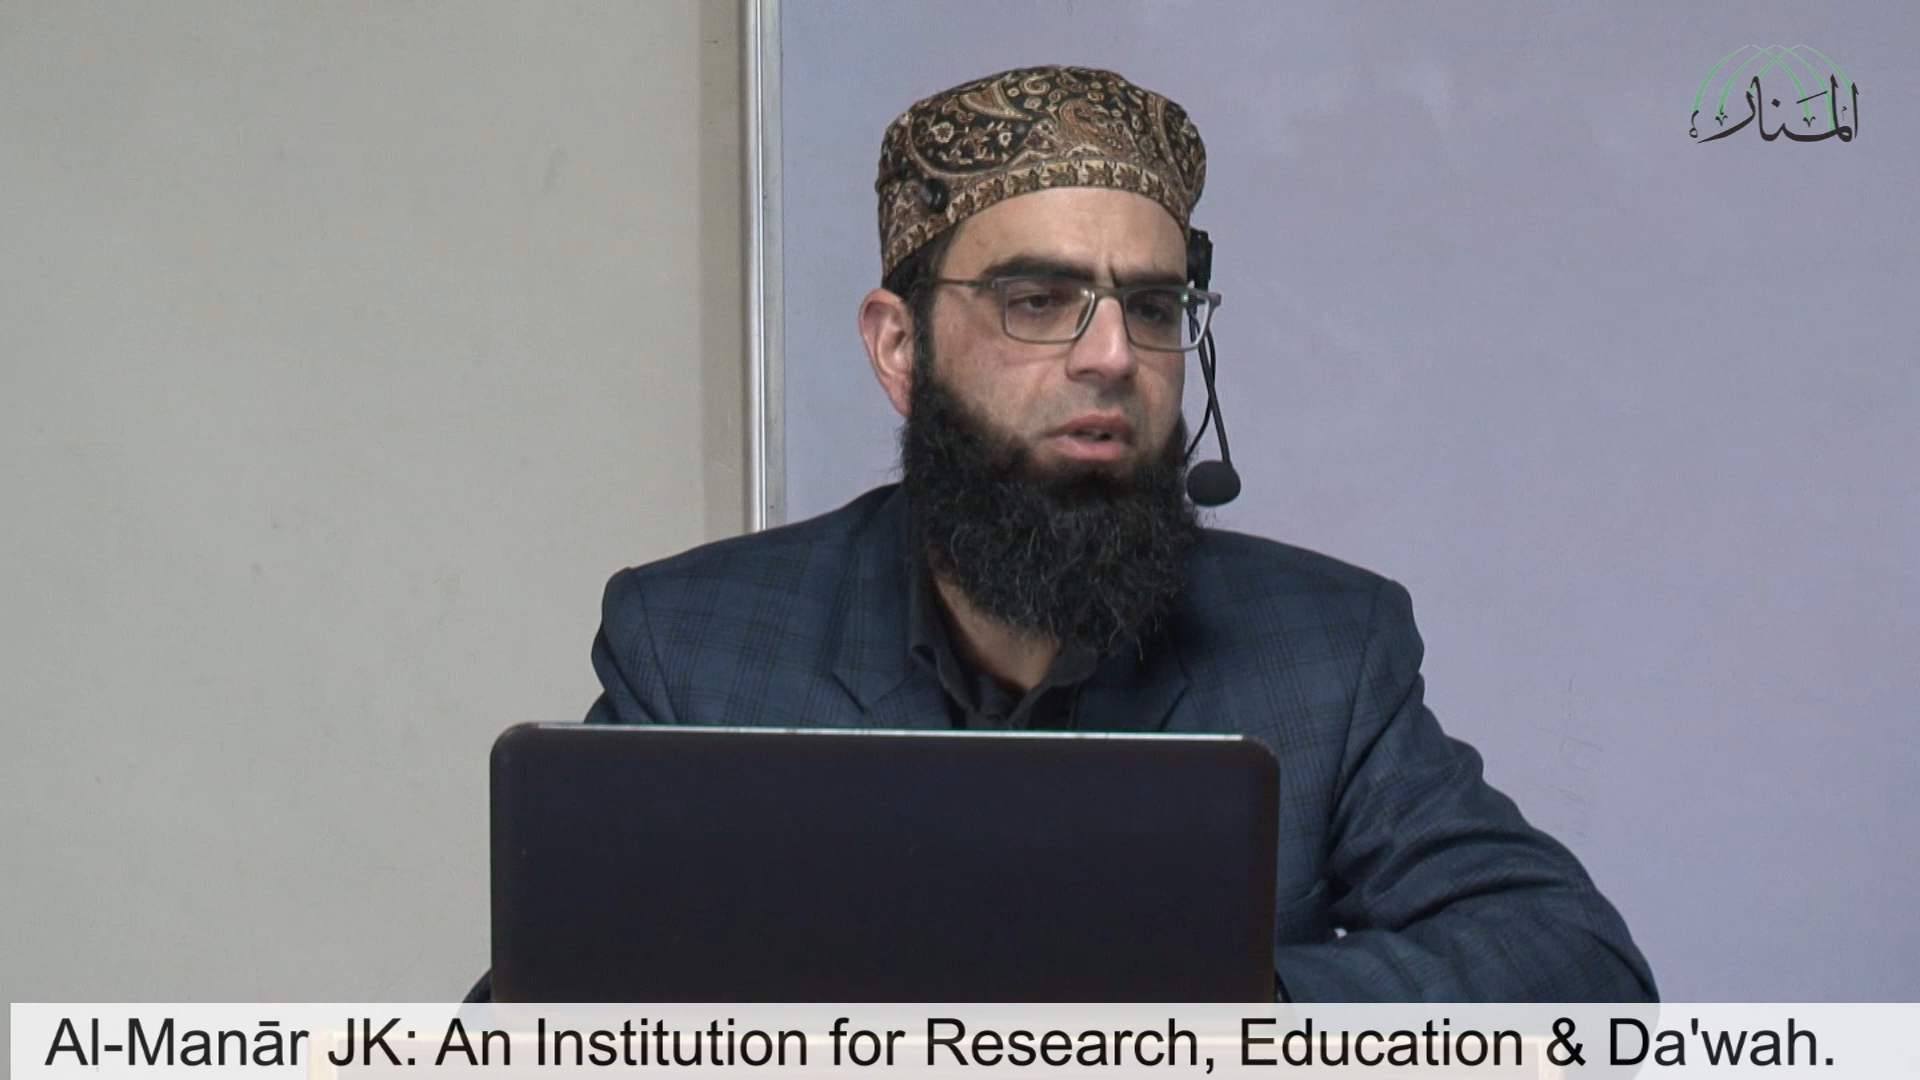 المنار
Al-Manār JK: An Institution for Research, Education & Da'wah.